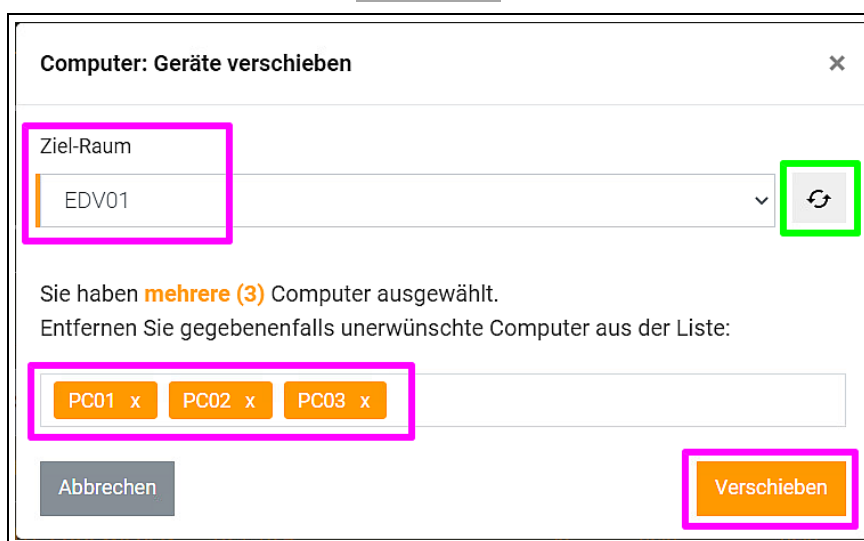 Computer: Geräte verschieben ×
Ziel-Raum
EDV01
Sie haben mehrere (3) Computer ausgewählt.
Entfernen Sie gegebenenfalls unerwünschte Computer aus der Liste:
PC01 x PC02 x PC03 x
Abbrechen Verschieben